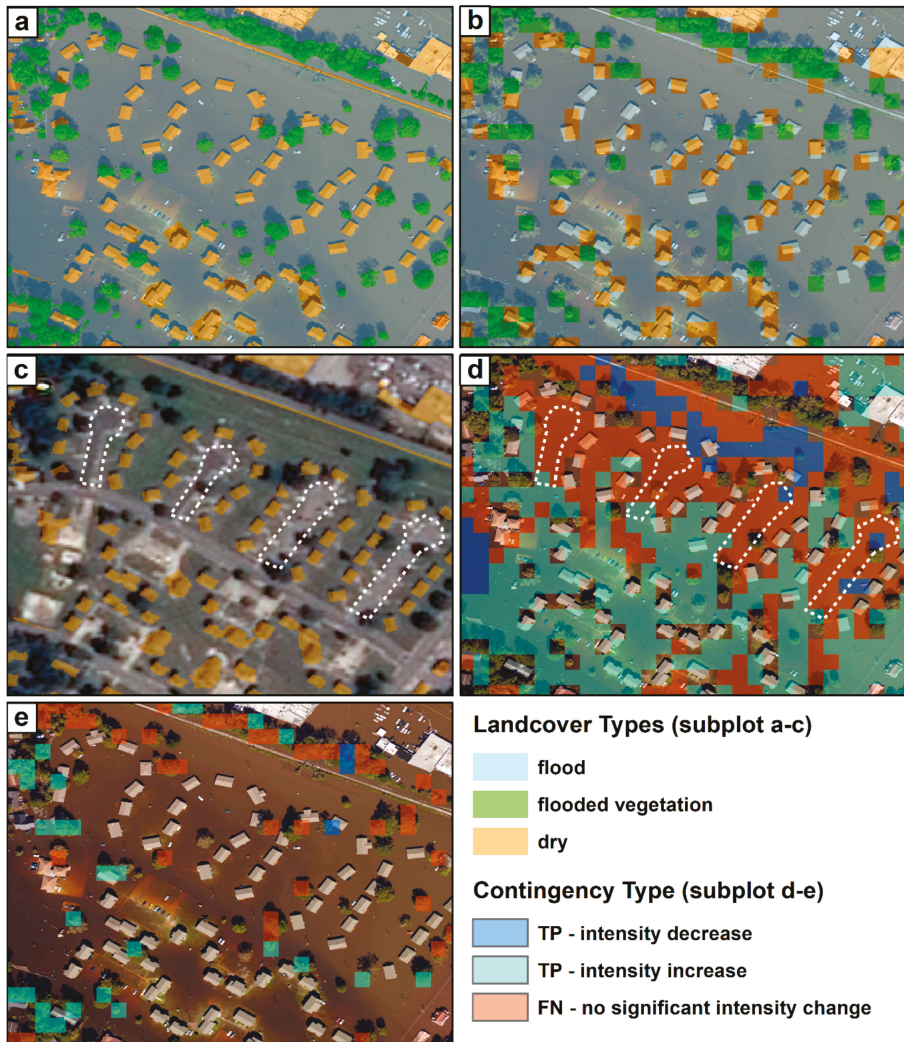 a
b
c
d
e
Landcover Types (subplot a-c)
flood
flooded vegetation
dry
Contingency Type (subplot d-e)
TP - intensity decrease
TP - intensity increase
FN - no significant intensity change